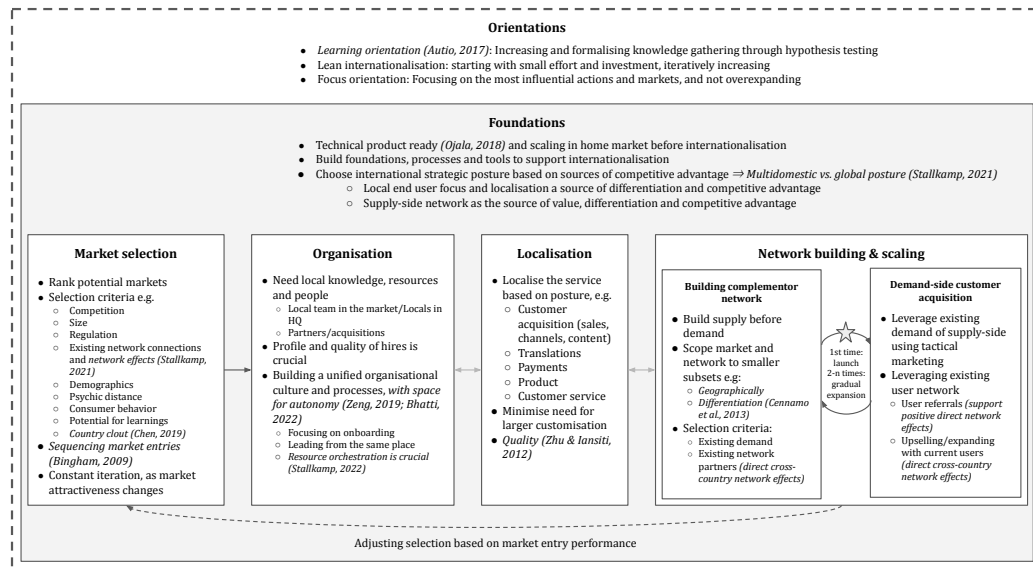 Orientations
● Learning orientation (Autio, 2017): Increasing and formalising knowledge gathering through hypothesis testing
● Lean internationalisation: starting with small effort and investment, iteratively increasing
● Focus orientation: Focusing on the most influential actions and markets, and not overexpanding
Foundations
● Technical product ready (Ojala, 2018) and scaling in home market before internationalisation
● Build foundations, processes and tools to support internationalisation
● Choose international strategic posture based on sources of competitive advantage ⇒ Multidomestic vs. global posture (Stallkamp, 2021)
○ Local end user focus and localisation a source of differentiation and competitive advantage
○ Supply-side network as the source of value, differentiation and competitive advantage
Market selection
● Rank potential markets
● Selection criteria e.g.
○ Competition
○ Size
○ Regulation
○ Existing network connections
and network effects (Stallkamp,
2021)
○ Demographics
○ Psychic distance
○ Consumer behavior
○ Potential for learnings
○ Country clout (Chen, 2019)
● Sequencing market entries
(Bingham, 2009)
● Constant iteration, as market
attractiveness changes
Organisation
● Need local knowledge, resources
and people
○ Local team in the market/Locals in
HQ
○ Partners/acquisitions
● Profile and quality of hires is
crucial
● Building a unified organisational
culture and processes, with space
for autonomy (Zeng, 2019; Bhatti,
2022)
○ Focusing on onboarding
○ Leading from the same place
○ Resource orchestration is crucial
(Stallkamp, 2022)
Localisation
● Localise the service
based on posture, e.g.
○ Customer
acquisition (sales,
channels, content)
○ Translations
○ Payments
○ Product
○ Customer service
● Minimise need for
larger customisation
● Quality (Zhu & Iansiti,
2012)
Network building & scaling
Building complementor
network
● Build supply before
demand
● Scope market and
network to smaller
subsets e.g:
○ Geographically
○ Differentiation (Cennamo
et al., 2013)
● Selection criteria:
○ Existing demand
○ Existing network
partners (direct cross-
country network effects)
1st time:
launch
2-n times:
gradual
expansion
Demand-side customer
acquisition
● Leverage existing
demand of supply-side
using tactical
marketing
● Leveraging existing
user network
○ User referrals (support
positive direct network
effects)
○ Upselling/expanding
with current users
(direct cross-country
network effects)
Adjusting selection based on market entry performance